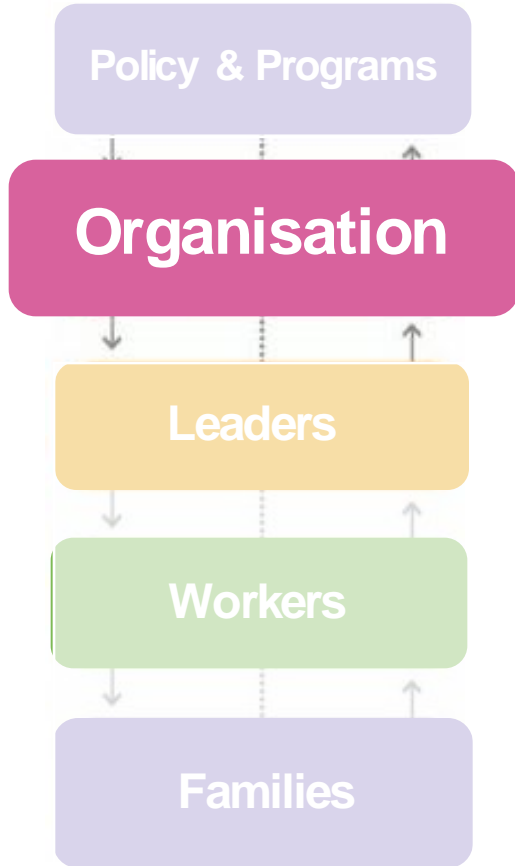 Policy & Programs
Organisation
Leaders
Workers
Families